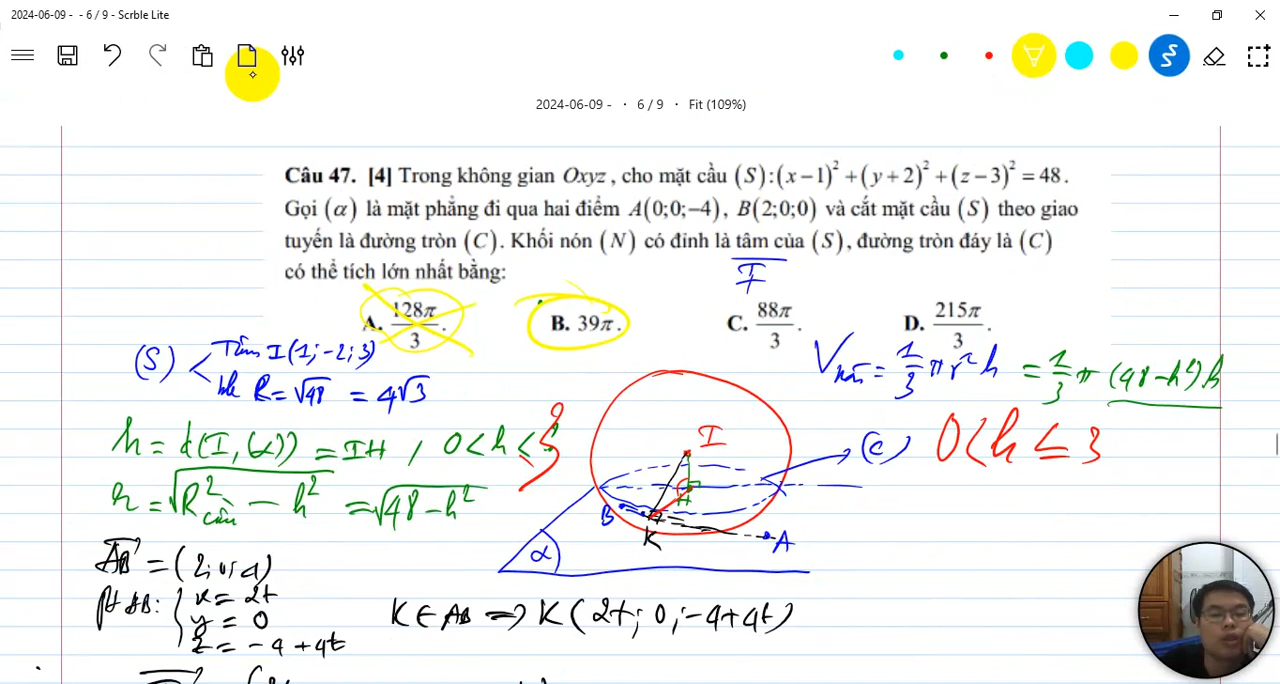 2024-06-09 - - 6 / 9 - Scrble Lite
2024-06-09 - · 6 / 9 · Fit (109%)
Câu 47. [4] Trong không gian Oxyz, cho mặt cầu (S):(x−1)²+(y+2)²+(z−3)²=48.
Gọi (α) là mặt phẳng đi qua hai điểm A(0;0;−4), B(2;0;0) và cắt mặt cầu (S) theo giao
tuyến là đường tròn (C). Khối nón (N) có đỉnh là tâm của (S), đường tròn đáy là (C)
có thể tích lớn nhất bằng:
I
A. 128π/3. B. 39π. C. 88π/3. D. 215π/3.
(S) < Tâm I(1;-2;3)
bk R=√48 = 4√3
V nón = 1/3 π r² h = 1/3 π (48-h²)h
h = d(I,(α)) = IH , 0<h≤3
I
(C) 0<h≤3
r = √R²cầu − h² = √48-h²
H
B
K
A
α
AB = (2;0;4)
pt AB: { x = 2t
y = 0
z = -4+4t
K∈AB => K(2t; 0; -4+4t)